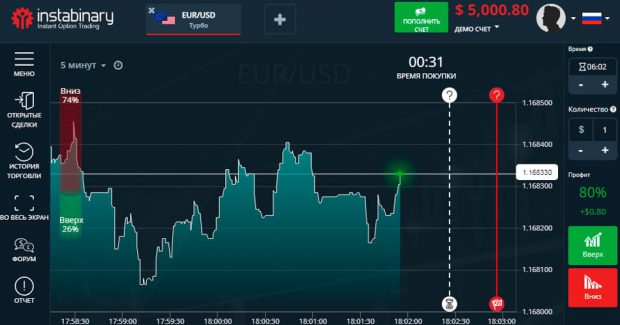 instabinary
Instant Option Trading
EUR/USD
Турбо
ПОПОЛНИТЬ
СЧЕТ
$ 5,000.80
ДЕМО СЧЕТ
МЕНЮ
5 минут
EUR/USD
00:31
ВРЕМЯ ПОКУПКИ
Время
06:02
- +
Вниз
74%
1.168500
ОТКРЫТЫЕ
СДЕЛКИ
Количество
$ 1
- +
1.168400
ИСТОРИЯ
ТОРГОВЛИ
1.168330
1.168300
Профит
80%
+$0.80
ВО ВЕСЬ ЭКРАН
Вверх
26%
1.168200
ФОРУМ
Вверх
1.168100
ОТЧЕТ
Вниз
1.168000
17:58:30 17:59:00 17:59:30 18:00:00 18:00:30 18:01:00 18:01:30 18:02:00 18:02:30 18:03:00